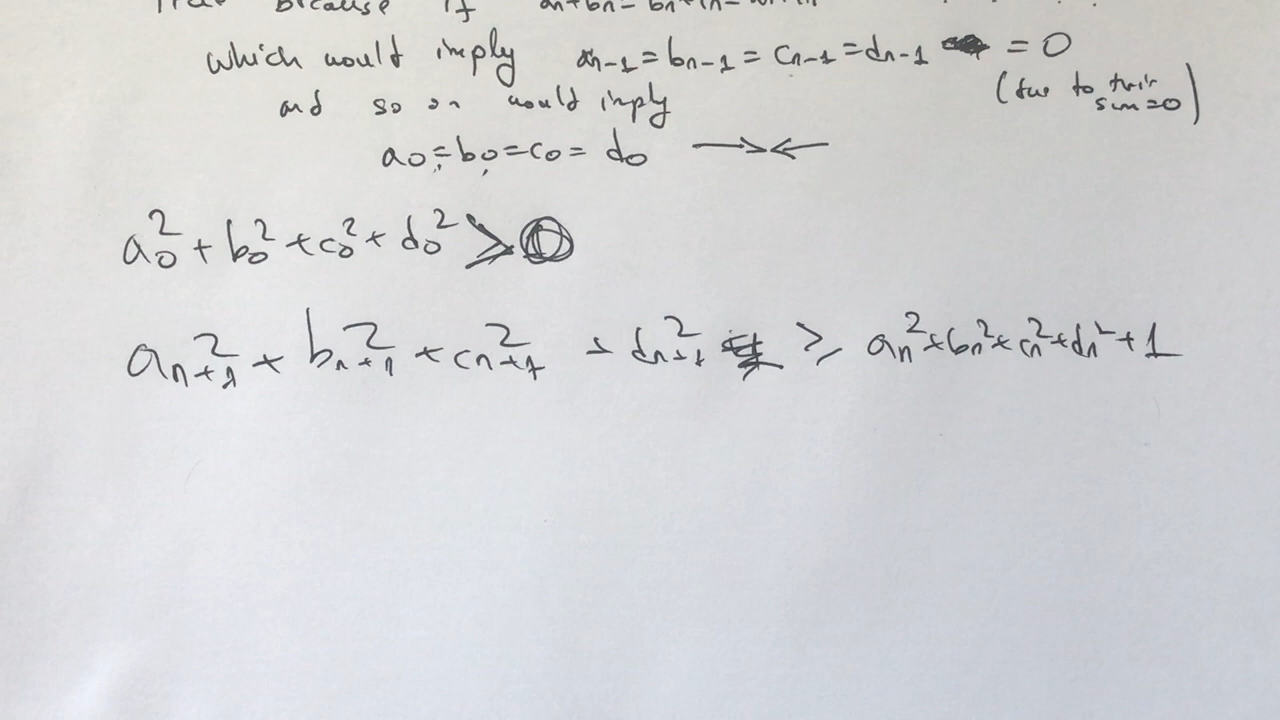 because if
which would imply aₙ₋₁ = bₙ₋₁ = cₙ₋₁ = dₙ₋₁ = 0
and so on would imply (due to their sum = 0)
a₀ = b₀ = c₀ = d₀ →←
a₀² + b₀² + c₀² + d₀² ≥ 0
aₙ₊₁² + bₙ₊₁² + cₙ₊₁² + dₙ₊₁² ≥ aₙ² + bₙ² + cₙ² + dₙ² + 1